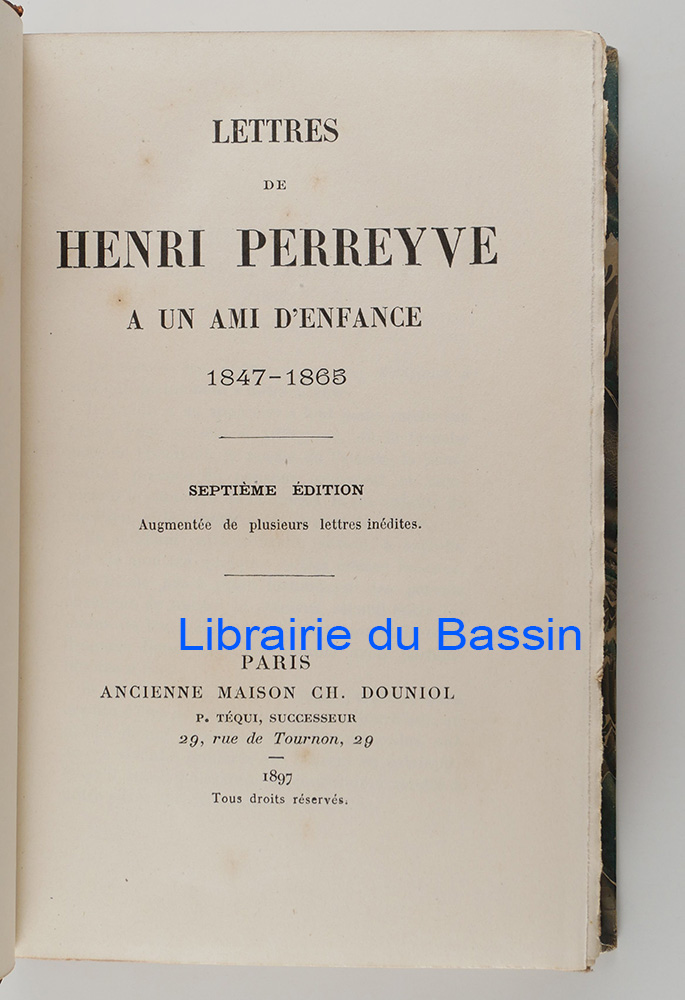 LETTRES
DE
HENRI PERREYVE
A UN AMI D'ENFANCE
1847-1865
SEPTIÈME ÉDITION
Augmentée de plusieurs lettres inédites.
Librairie du Bassin
PARIS
ANCIENNE MAISON CH. DOUNIOL
P. TÉQUI, SUCCESSEUR
29, rue de Tournon, 29
1897
Tous droits réservés.